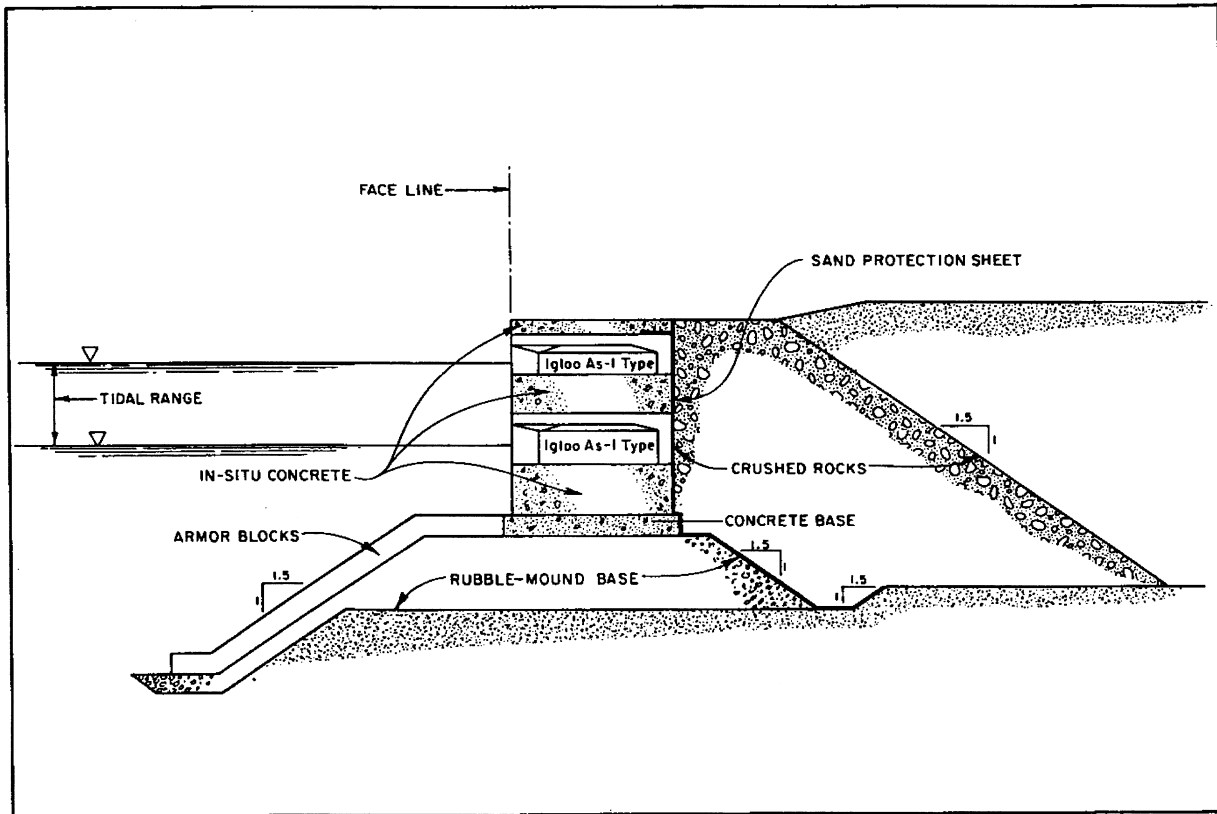 FACE LINE
SAND PROTECTION SHEET
Igloo As-I Type
TIDAL RANGE
1.5
1
Igloo As-I Type
IN-SITU CONCRETE
CRUSHED ROCKS
CONCRETE BASE
ARMOR BLOCKS
1.5
1
1.5
1
RUBBLE-MOUND BASE
1.5
1